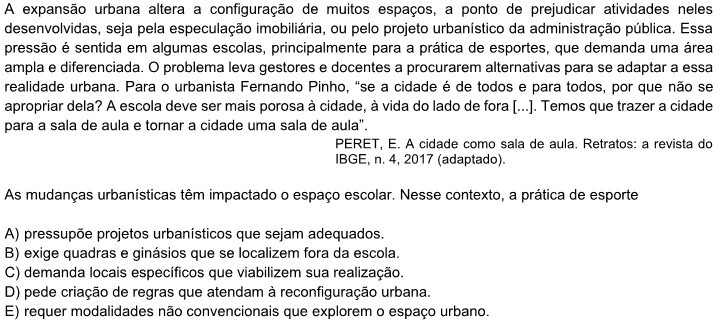 A expansão urbana altera a configuração de muitos espaços, a ponto de prejudicar atividades neles
desenvolvidas, seja pela especulação imobiliária, ou pelo projeto urbanístico da administração pública. Essa
pressão é sentida em algumas escolas, principalmente para a prática de esportes, que demanda uma área
ampla e diferenciada. O problema leva gestores e docentes a procurarem alternativas para se adaptar a essa
realidade urbana. Para o urbanista Fernando Pinho, “se a cidade é de todos e para todos, por que não se
apropriar dela? A escola deve ser mais porosa à cidade, à vida do lado de fora [...]. Temos que trazer a cidade
para a sala de aula e tornar a cidade uma sala de aula”.
PERET, E. A cidade como sala de aula. Retratos: a revista do
IBGE, n. 4, 2017 (adaptado).
As mudanças urbanísticas têm impactado o espaço escolar. Nesse contexto, a prática de esporte
A) pressupõe projetos urbanísticos que sejam adequados.
B) exige quadras e ginásios que se localizem fora da escola.
C) demanda locais específicos que viabilizem sua realização.
D) pede criação de regras que atendam à reconfiguração urbana.
E) requer modalidades não convencionais que explorem o espaço urbano.